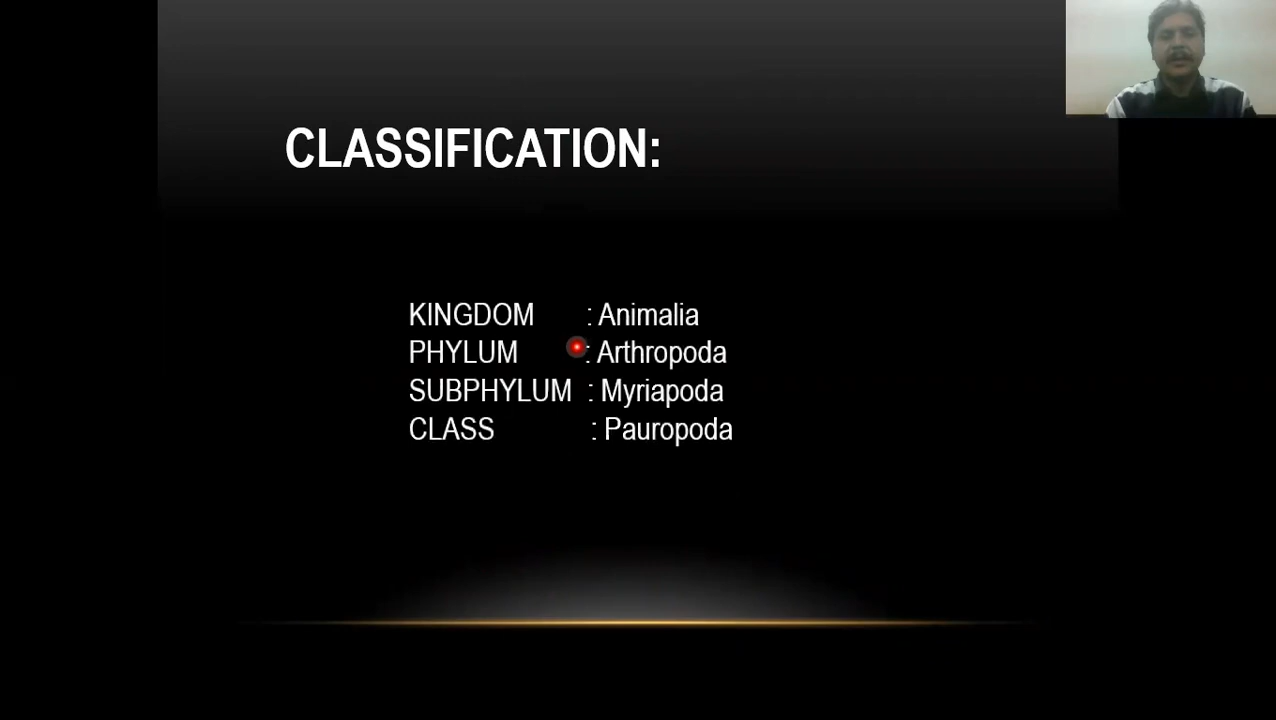 CLASSIFICATION:
KINGDOM : Animalia
PHYLUM : Arthropoda
SUBPHYLUM : Myriapoda
CLASS : Pauropoda